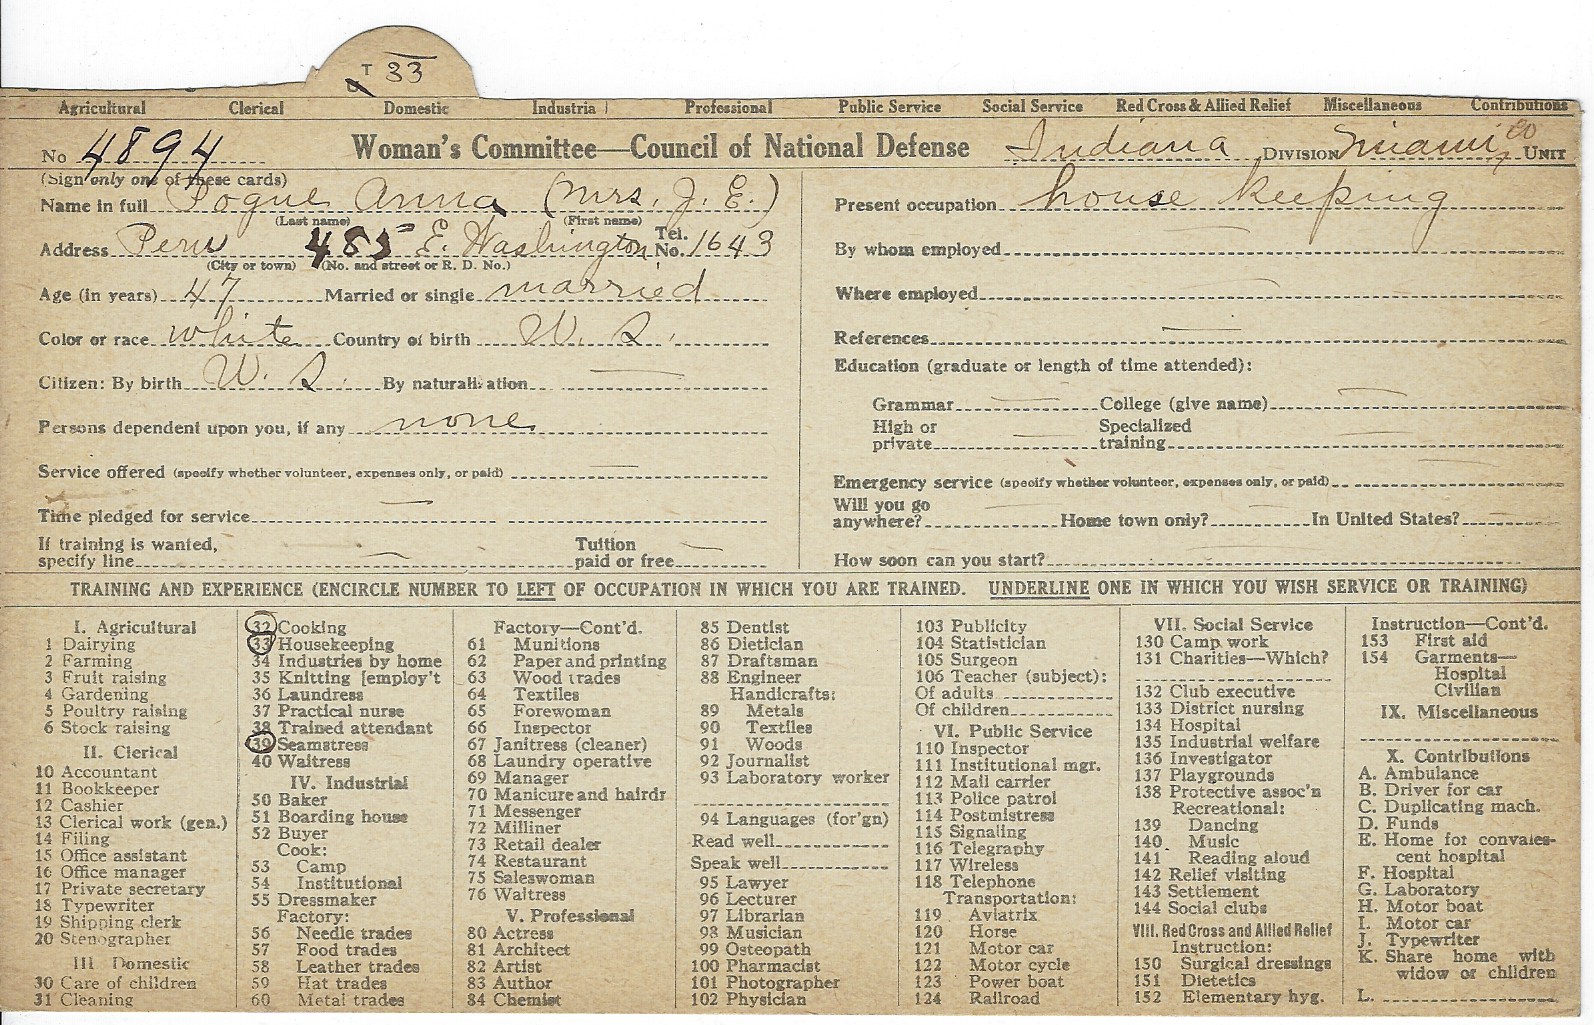 T 33
Agricultural Clerical Domestic Industrial Professional Public Service Social Service Red Cross & Allied Relief Miscellaneous Contributions
No 4894 Woman's Committee—Council of National Defense Indiana DIVISION Miami Co UNIT
(Sign only one of these cards)
Name in full Pogue Anna (Mrs. J. E.)
(Last name) (First name)
Address Peru 485 E. Washington Tel. No. 1643
(City or town) (No. and street or R. D. No.)
Age (in years) 47 Married or single married
Color or race white Country of birth U. S.
Citizen: By birth U. S. By naturalization —
Persons dependent upon you, if any none
Service offered (specify whether volunteer, expenses only, or paid) —
Time pledged for service —
If training is wanted, specify line — Tuition paid or free —
Present occupation house keeping
By whom employed —
Where employed —
References —
Education (graduate or length of time attended):
Grammar — College (give name) —
High or private — Specialized training —
Emergency service (specify whether volunteer, expenses only, or paid) —
Will you go anywhere? — Home town only? — In United States? —
How soon can you start? —
TRAINING AND EXPERIENCE (ENCIRCLE NUMBER TO LEFT OF OCCUPATION IN WHICH YOU ARE TRAINED. UNDERLINE ONE IN WHICH YOU WISH SERVICE OR TRAINING)
I. Agricultural
1 Dairying
2 Farming
3 Fruit raising
4 Gardening
5 Poultry raising
6 Stock raising
II. Clerical
10 Accountant
11 Bookkeeper
12 Cashier
13 Clerical work (gen.)
14 Filing
15 Office assistant
16 Office manager
17 Private secretary
18 Typewriter
19 Shipping clerk
20 Stenographer
III Domestic
30 Care of children
31 Cleaning
32 Cooking
33 Housekeeping
34 Industries by home
35 Knitting [employ't
36 Laundress
37 Practical nurse
38 Trained attendant
39 Seamstress
40 Waitress
IV. Industrial
50 Baker
51 Boarding house
52 Buyer
Cook:
53 Camp
54 Institutional
55 Dressmaker
Factory:
56 Needle trades
57 Food trades
58 Leather trades
59 Hat trades
60 Metal trades
Factory—Cont'd.
61 Munitions
62 Paper and printing
63 Wood trades
64 Textiles
65 Forewoman
66 Inspector
67 Janitress (cleaner)
68 Laundry operative
69 Manager
70 Manicure and hairdr
71 Messenger
72 Milliner
73 Retail dealer
74 Restaurant
75 Saleswoman
76 Waitress
V. Professional
80 Actress
81 Architect
82 Artist
83 Author
84 Chemist
85 Dentist
86 Dietician
87 Draftsman
88 Engineer
Handicrafts:
89 Metals
90 Textiles
91 Woods
92 Journalist
93 Laboratory worker
94 Languages (for'gn)
Read well
Speak well
95 Lawyer
96 Lecturer
97 Librarian
98 Musician
99 Osteopath
100 Pharmacist
101 Photographer
102 Physician
103 Publicity
104 Statistician
105 Surgeon
106 Teacher (subject):
Of adults
Of children
VI. Public Service
110 Inspector
111 Institutional mgr.
112 Mail carrier
113 Police patrol
114 Postmistress
115 Signaling
116 Telegraphy
117 Wireless
118 Telephone
Transportation:
119 Aviatrix
120 Horse
121 Motor car
122 Motor cycle
123 Power boat
124 Railroad
VII. Social Service
130 Camp work
131 Charities—Which?
132 Club executive
133 District nursing
134 Hospital
135 Industrial welfare
136 Investigator
137 Playgrounds
138 Protective assoc'n
Recreational:
139 Dancing
140 Music
141 Reading aloud
142 Relief visiting
143 Settlement
144 Social clubs
VIII. Red Cross and Allied Relief
Instruction:
150 Surgical dressings
151 Dietetics
152 Elementary hyg.
Instruction—Cont'd.
153 First aid
154 Garments—
Hospital
Civilian
IX. Miscellaneous
X. Contributions
A. Ambulance
B. Driver for car
C. Duplicating mach.
D. Funds
E. Home for convales-
cent hospital
F. Hospital
G. Laboratory
H. Motor boat
I. Motor car
J. Typewriter
K. Share home with
widow or children
L.